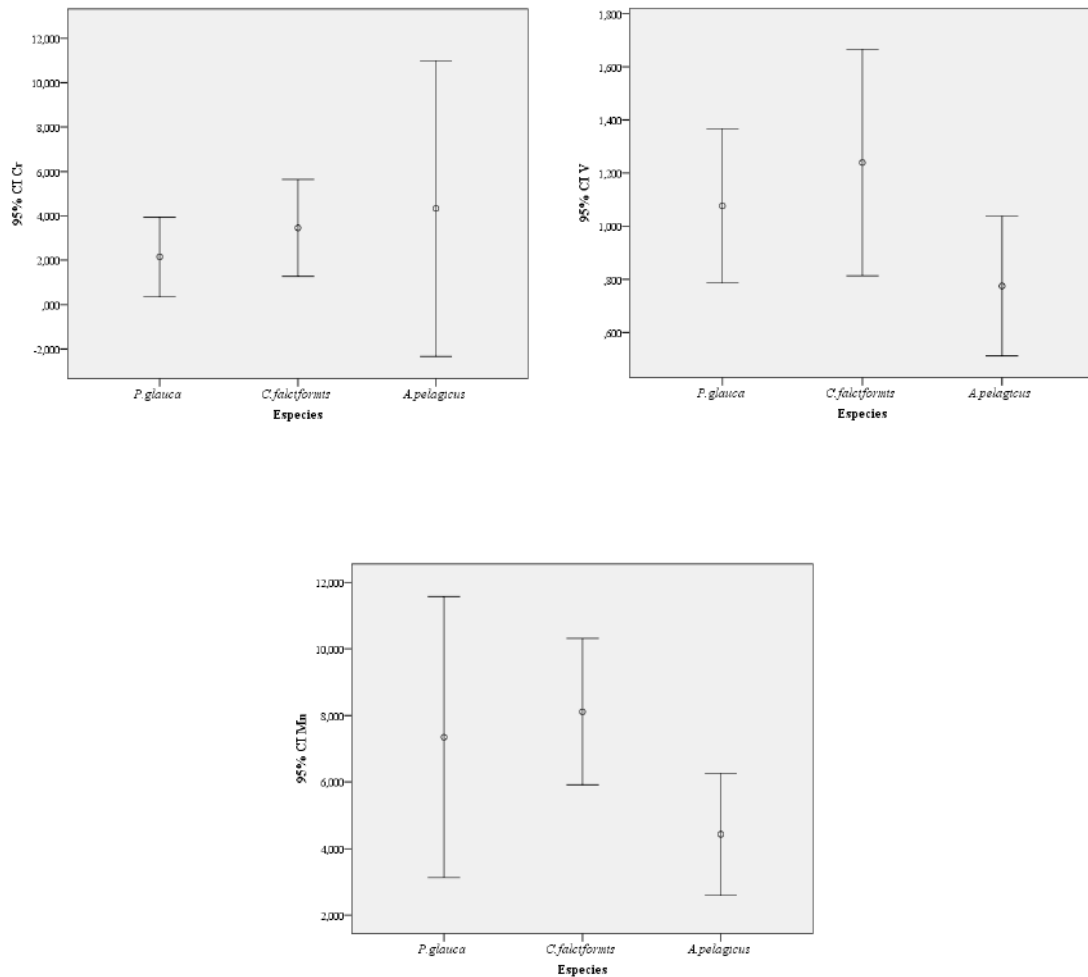 95% CI Cr
12,000
10,000
8,000
6,000
4,000
2,000
,000
-2,000
P.glauca
C.falciformis
A.pelagicus
Especies
95% CI V
1,800
1,600
1,400
1,200
1,000
,800
,600
P.glauca
C.falciformis
A.pelagicus
Especies
95% CI Mn
12,000
10,000
8,000
6,000
4,000
2,000
P.glauca
C.falciformis
A.pelagicus
Especies